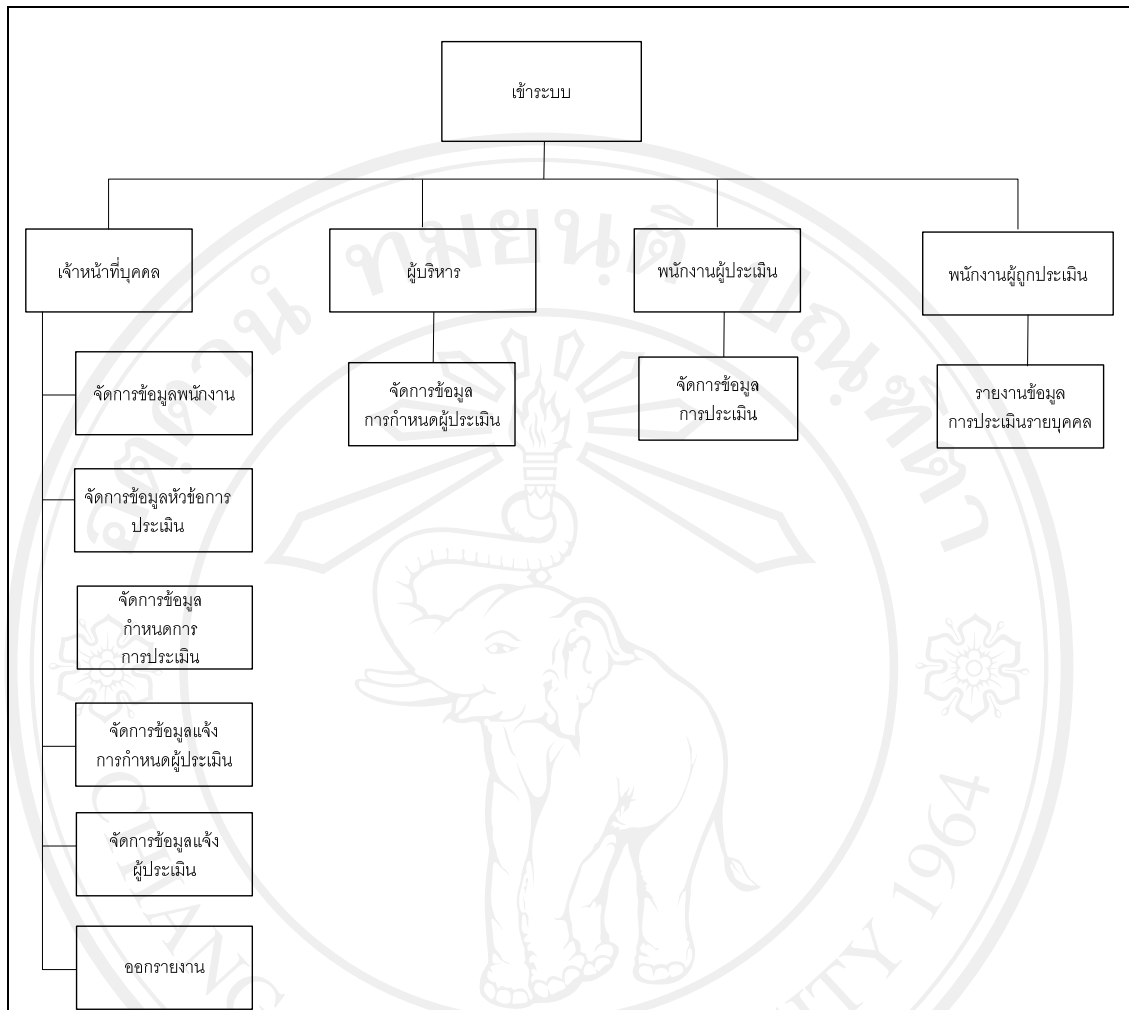 เข้าระบบ
เจ้าหน้าที่บุคคล
ผู้บริหาร
พนักงานผู้ประเมิน
พนักงานผู้ถูกประเมิน
จัดการข้อมูลพนักงาน
จัดการข้อมูลหัวข้อการ
ประเมิน
จัดการข้อมูล
กำหนดการ
การประเมิน
จัดการข้อมูลแจ้ง
การกำหนดผู้ประเมิน
จัดการข้อมูลแจ้ง
ผู้ประเมิน
ออกรายงาน
จัดการข้อมูล
การกำหนดผู้ประเมิน
จัดการข้อมูล
การประเมิน
รายงานข้อมูล
การประเมินรายบุคคล
1964